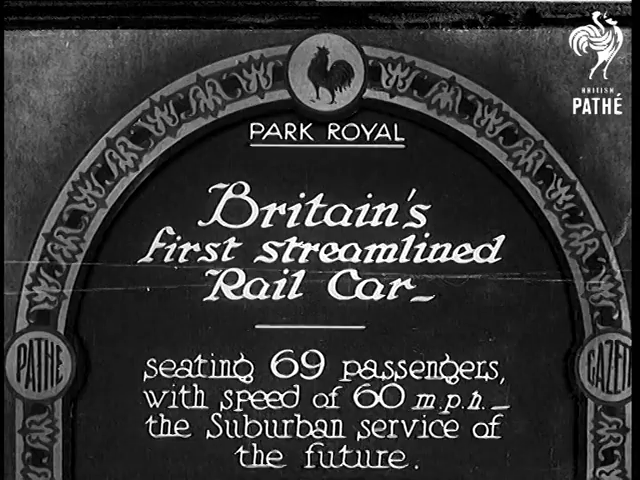 BRITISH
PATHÉ
PARK ROYAL
Britain's
first streamlined
Rail Car_
seating 69 passengers,
with speed of 60 m.p.h._
the Suburban service of
the future.
PATHE
GAZET